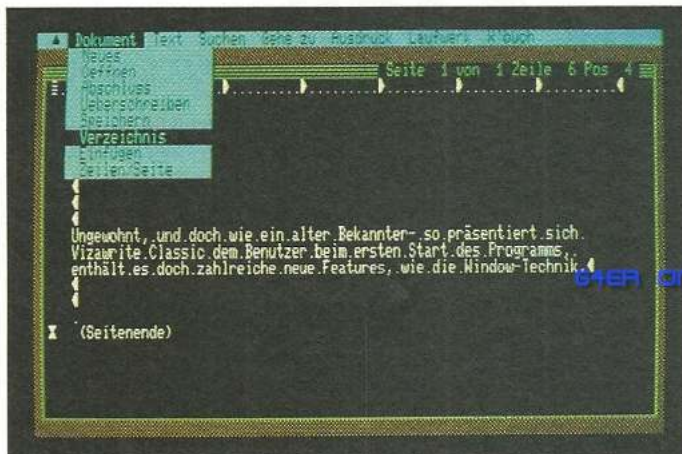 Dokument Text Suchen Gehe zu Ausdruck Laufwerk W'buch
Neues
Oeffnen
Abschluss
Ueberschreiben
Speichern
Verzeichnis
Einfügen
Zeilen/Seite
Seite 1 von 1 Zeile 6 Pos 4
Ungewohnt, und doch wie ein alter Bekannter- so präsentiert sich
Vizawrite Classic dem Benutzer beim ersten Start des Programms,
enthält es doch zahlreiche neue Features, wie die Window-Technik.
64ER
(Seitenende)